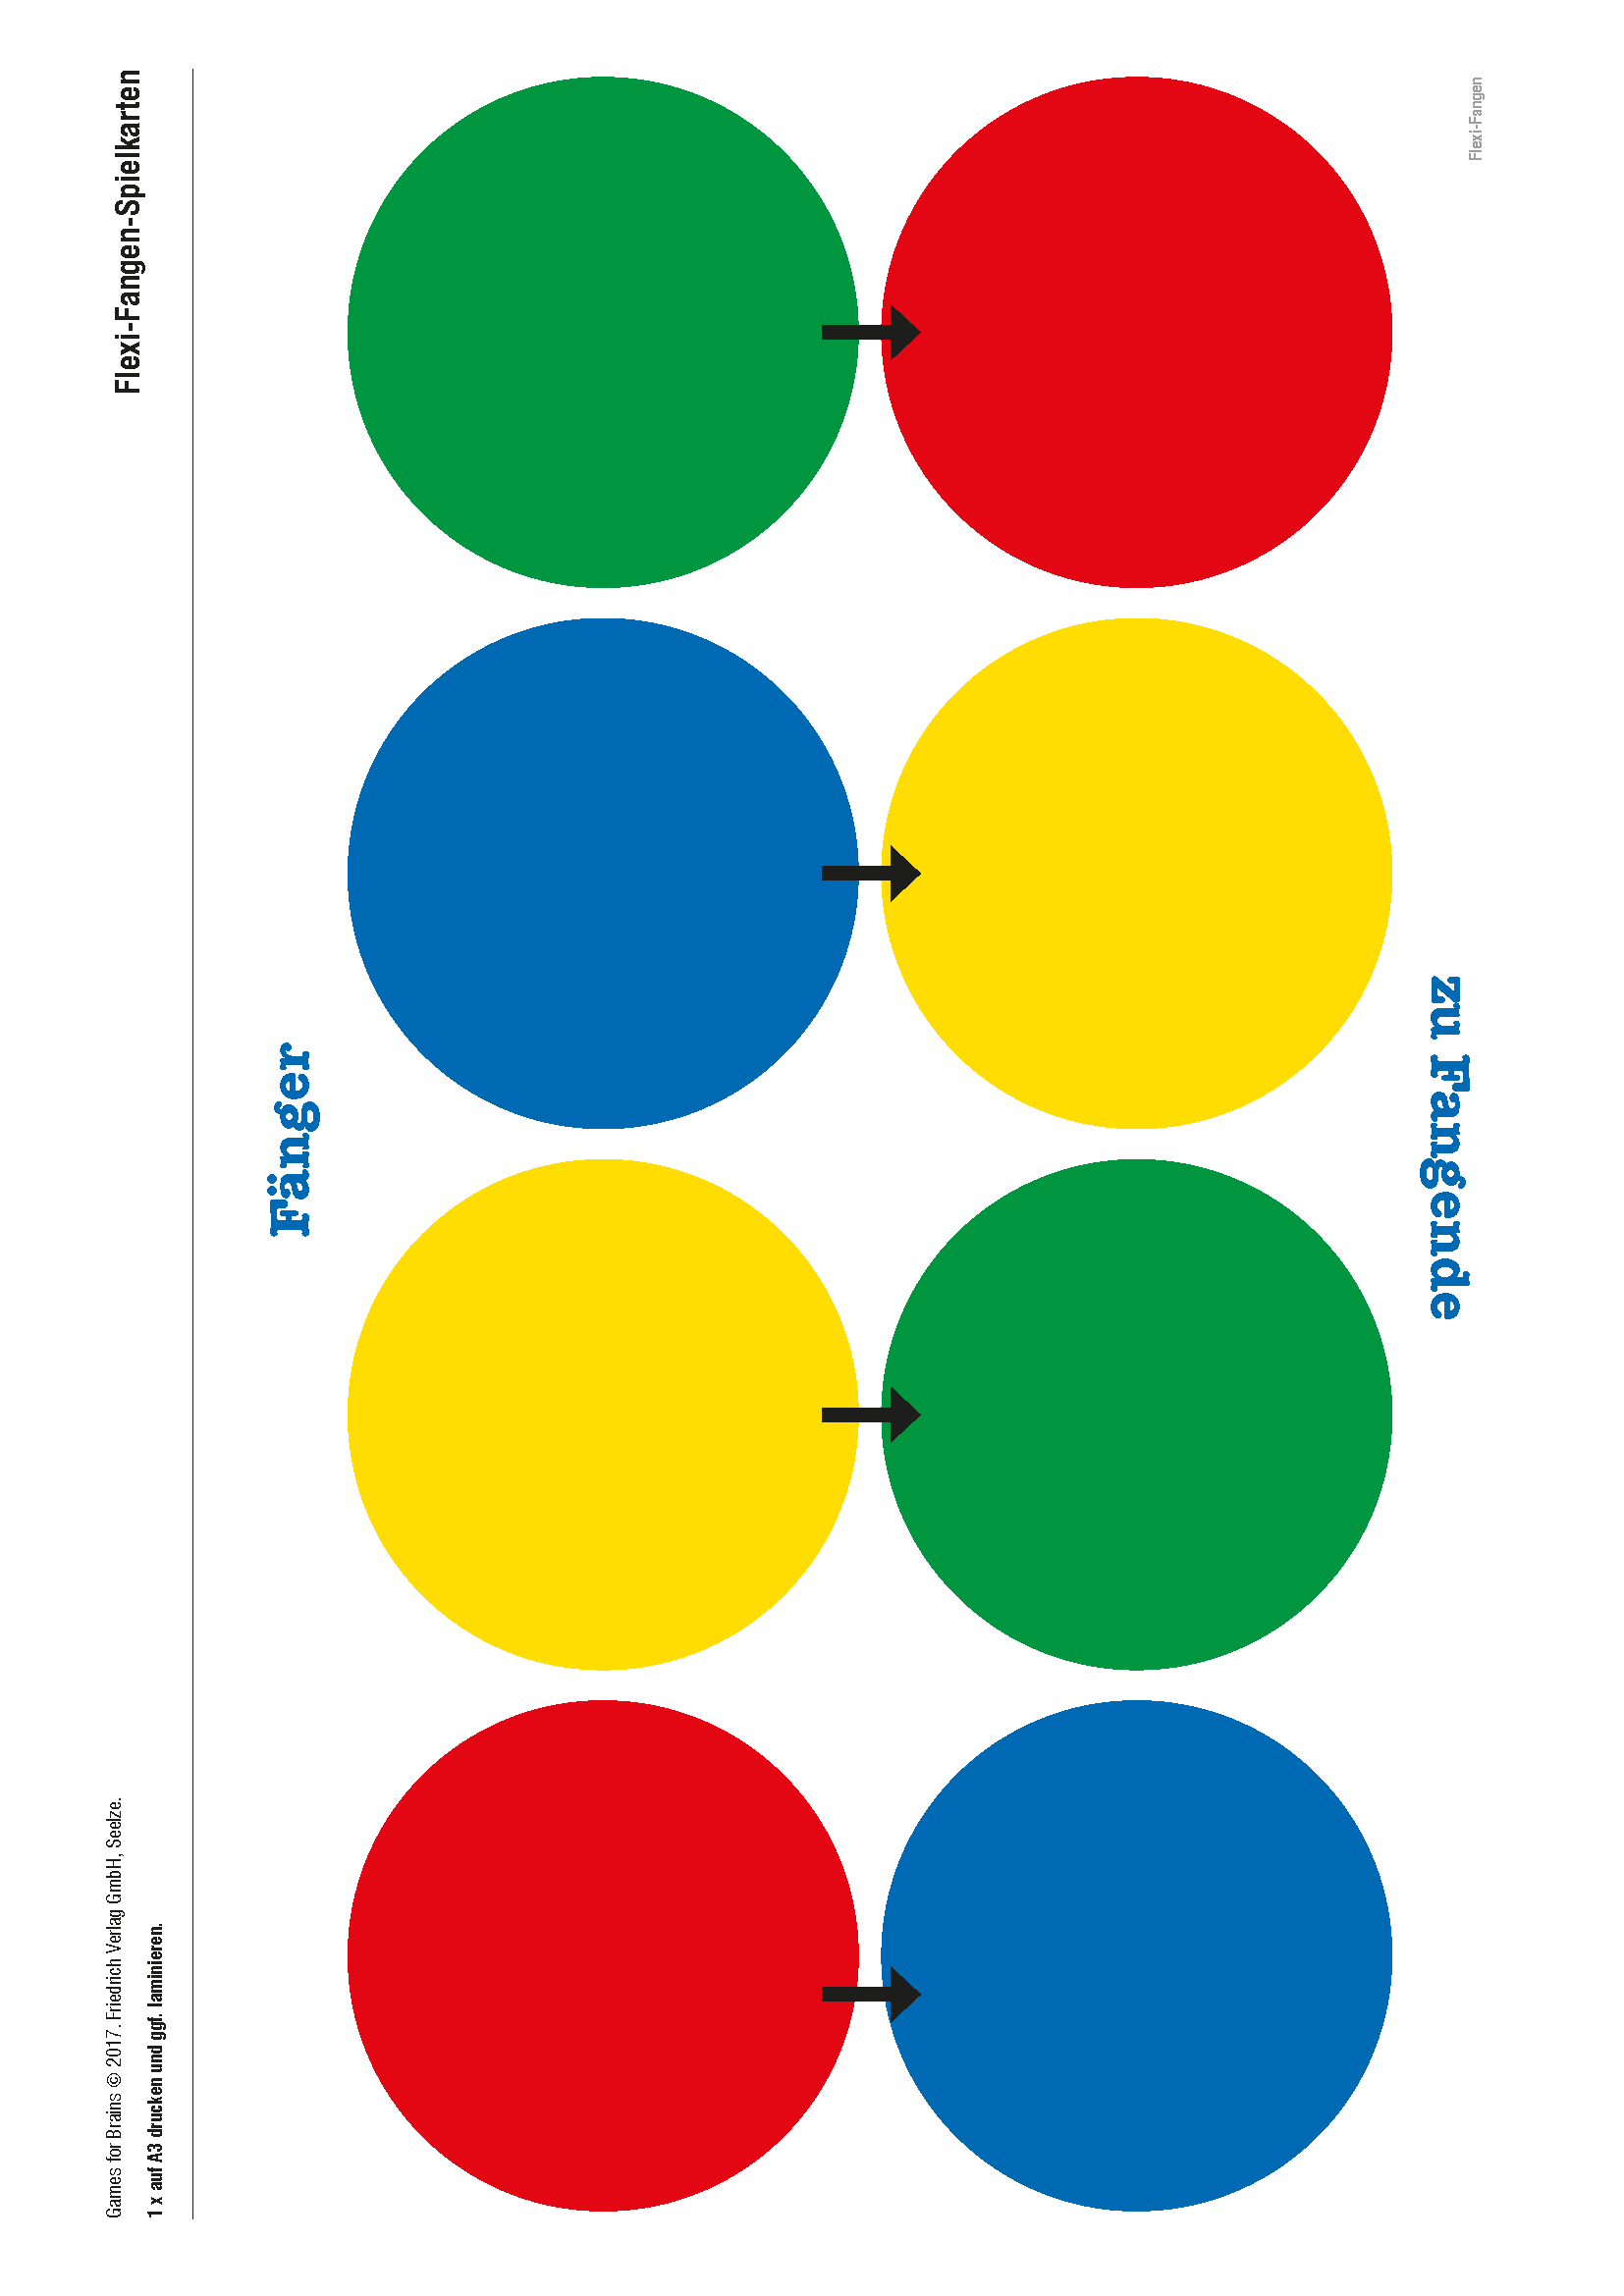 Games for Brains © 2017. Friedrich Verlag GmbH, Seelze.
1 x auf A3 drucken und ggf. laminieren.
Flexi-Fangen-Spielkarten
Fänger
zu Fangende
Flexi-Fangen